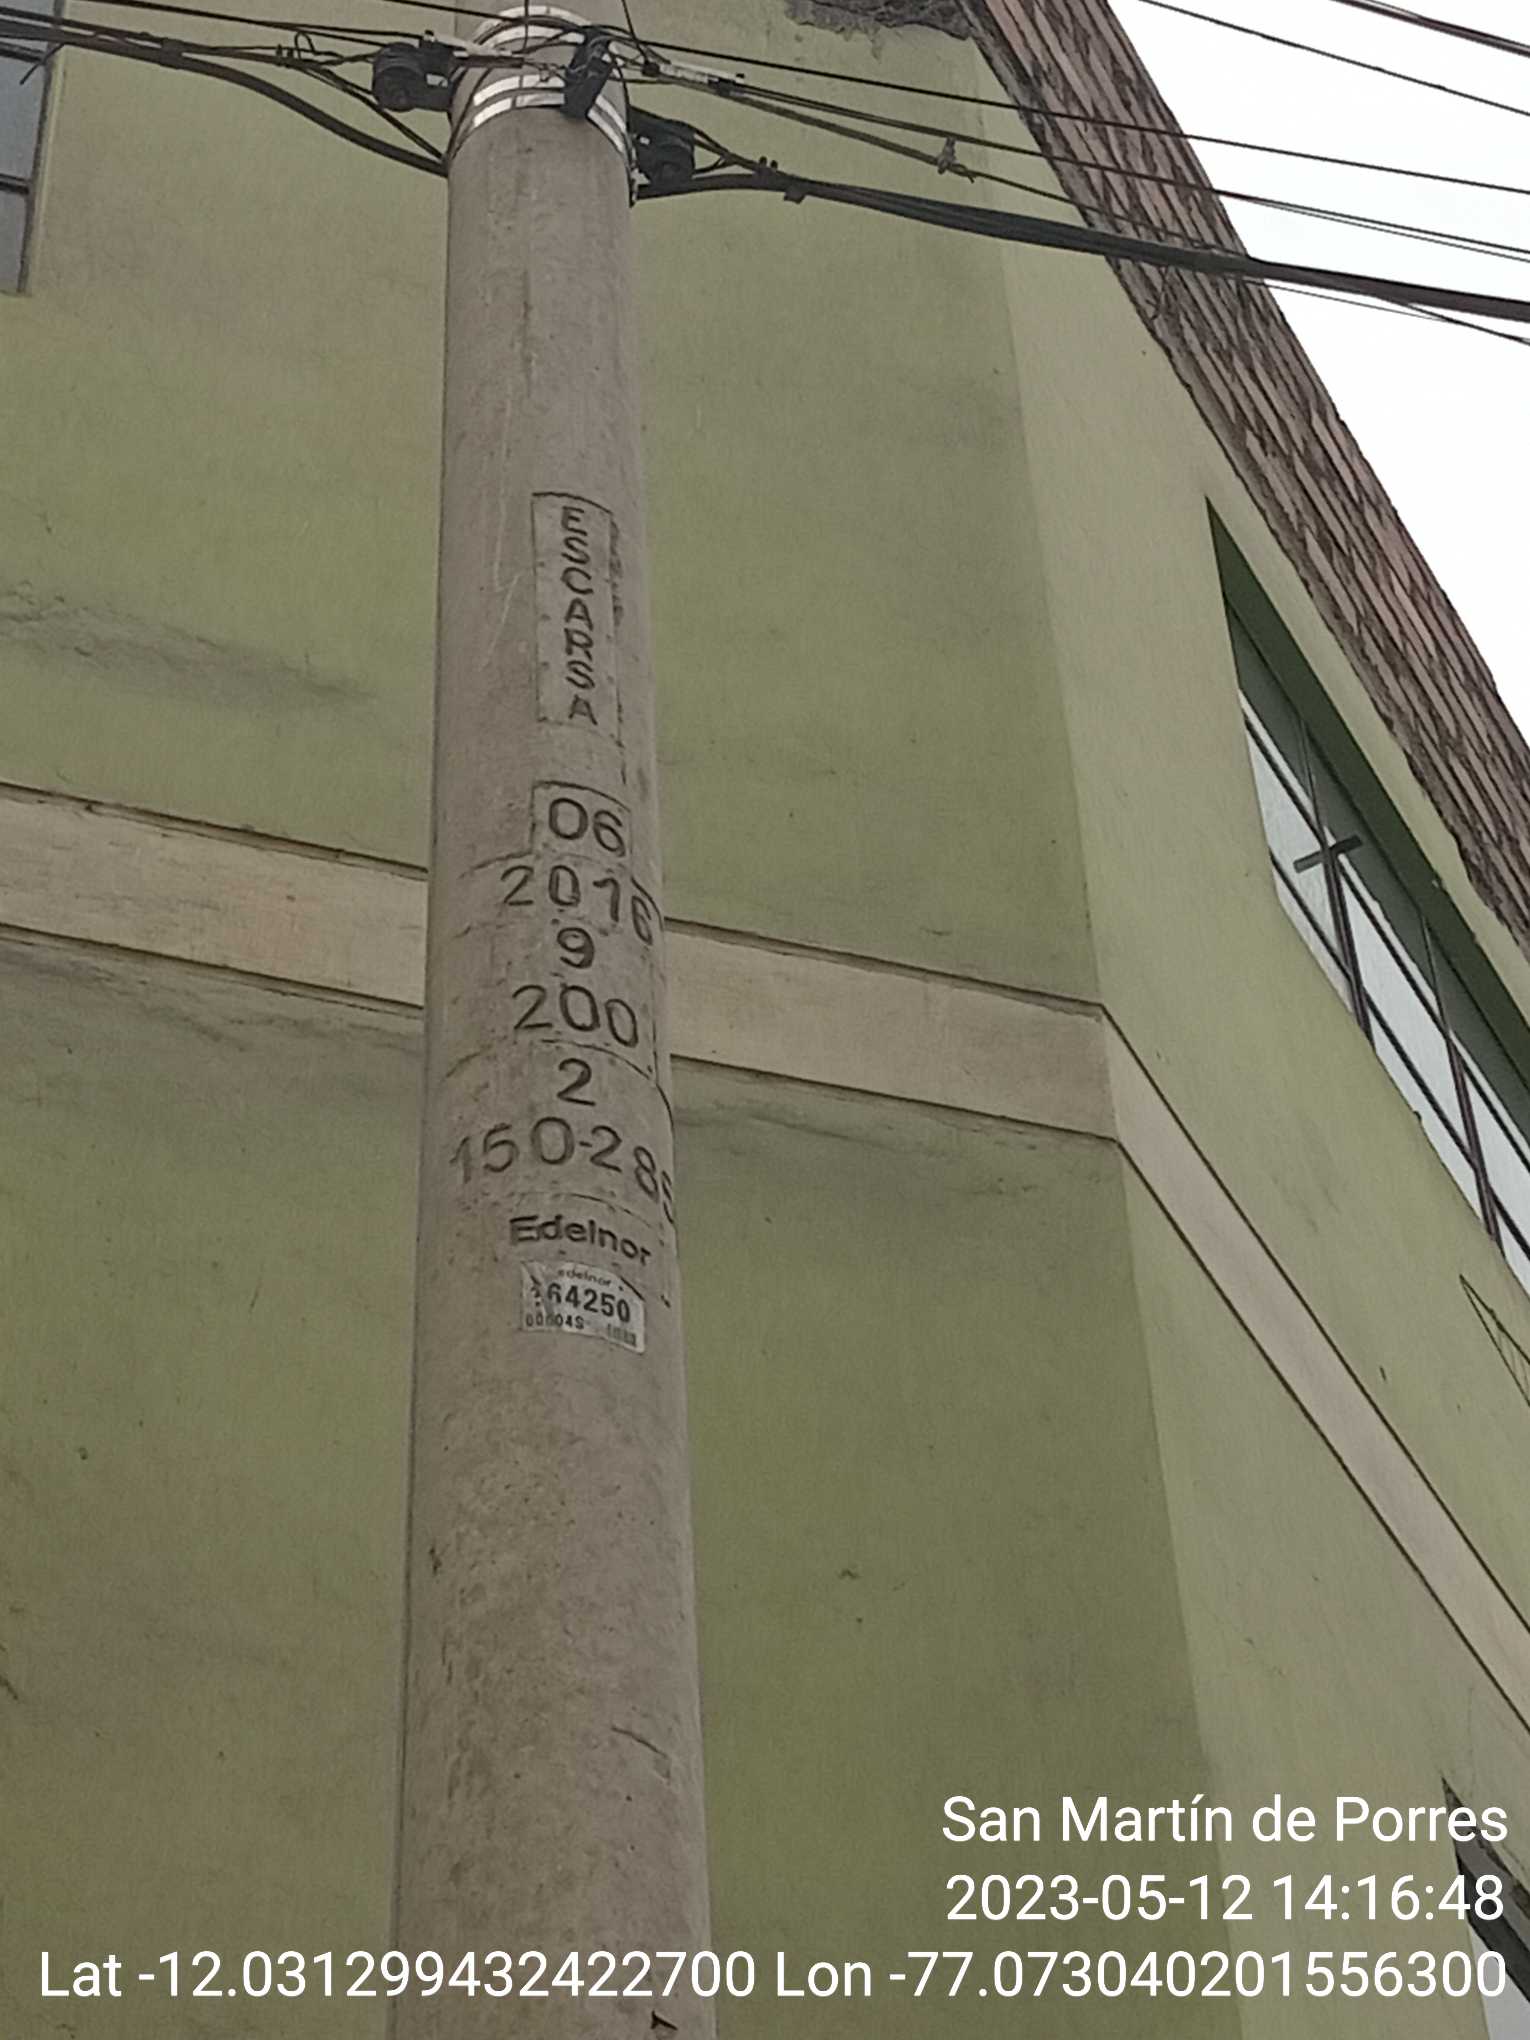 ESCARSA
06
2016
9
200
2
150-285
Edelnor
edelnor
San Martín de Porres
2023-05-12 14:16:48
Lat -12.031299432422700 Lon -77.073040201556300